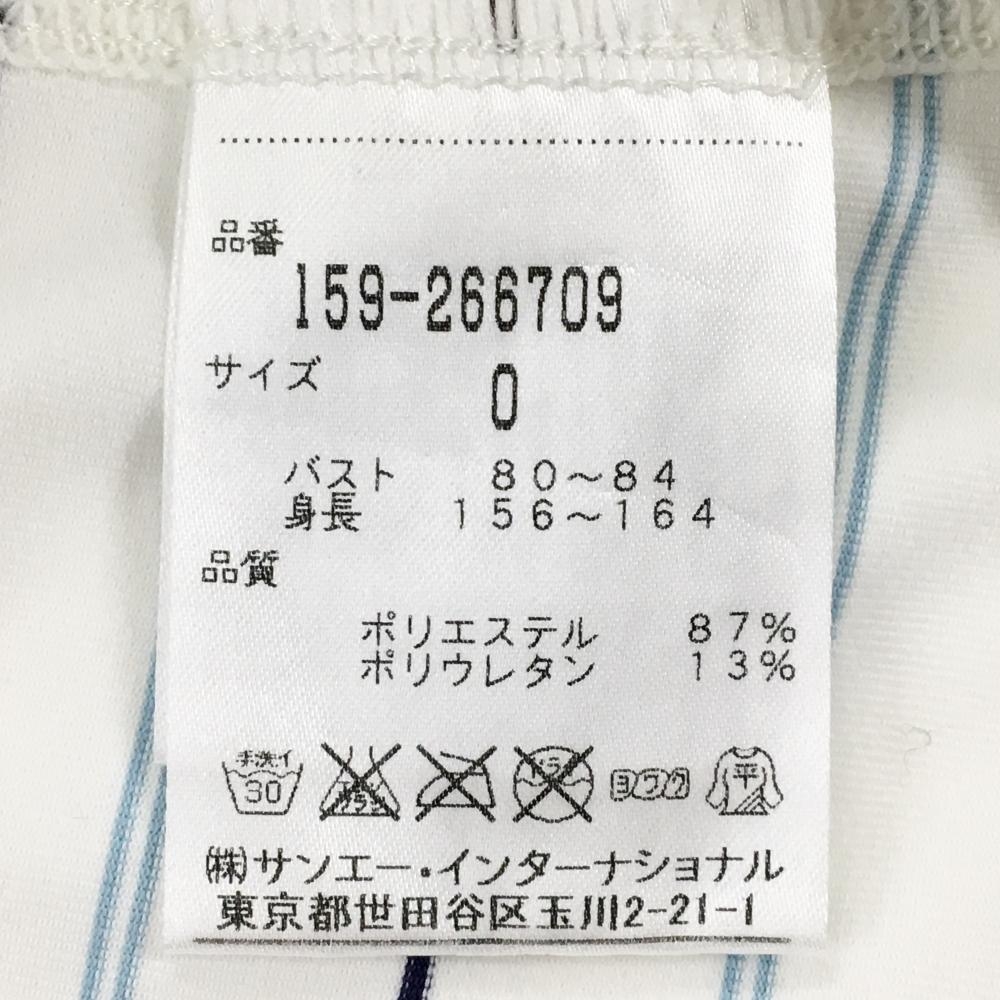 品番
159-266709
サイズ
0
バスト 80~84
身長 156~164
品質
ポリエステル 87%
ポリウレタン 13%
手洗イ 30 エンソサラシ ドライ ヨワク 平
㈱サンエー・インターナショナル
東京都世田谷区玉川2-21-1